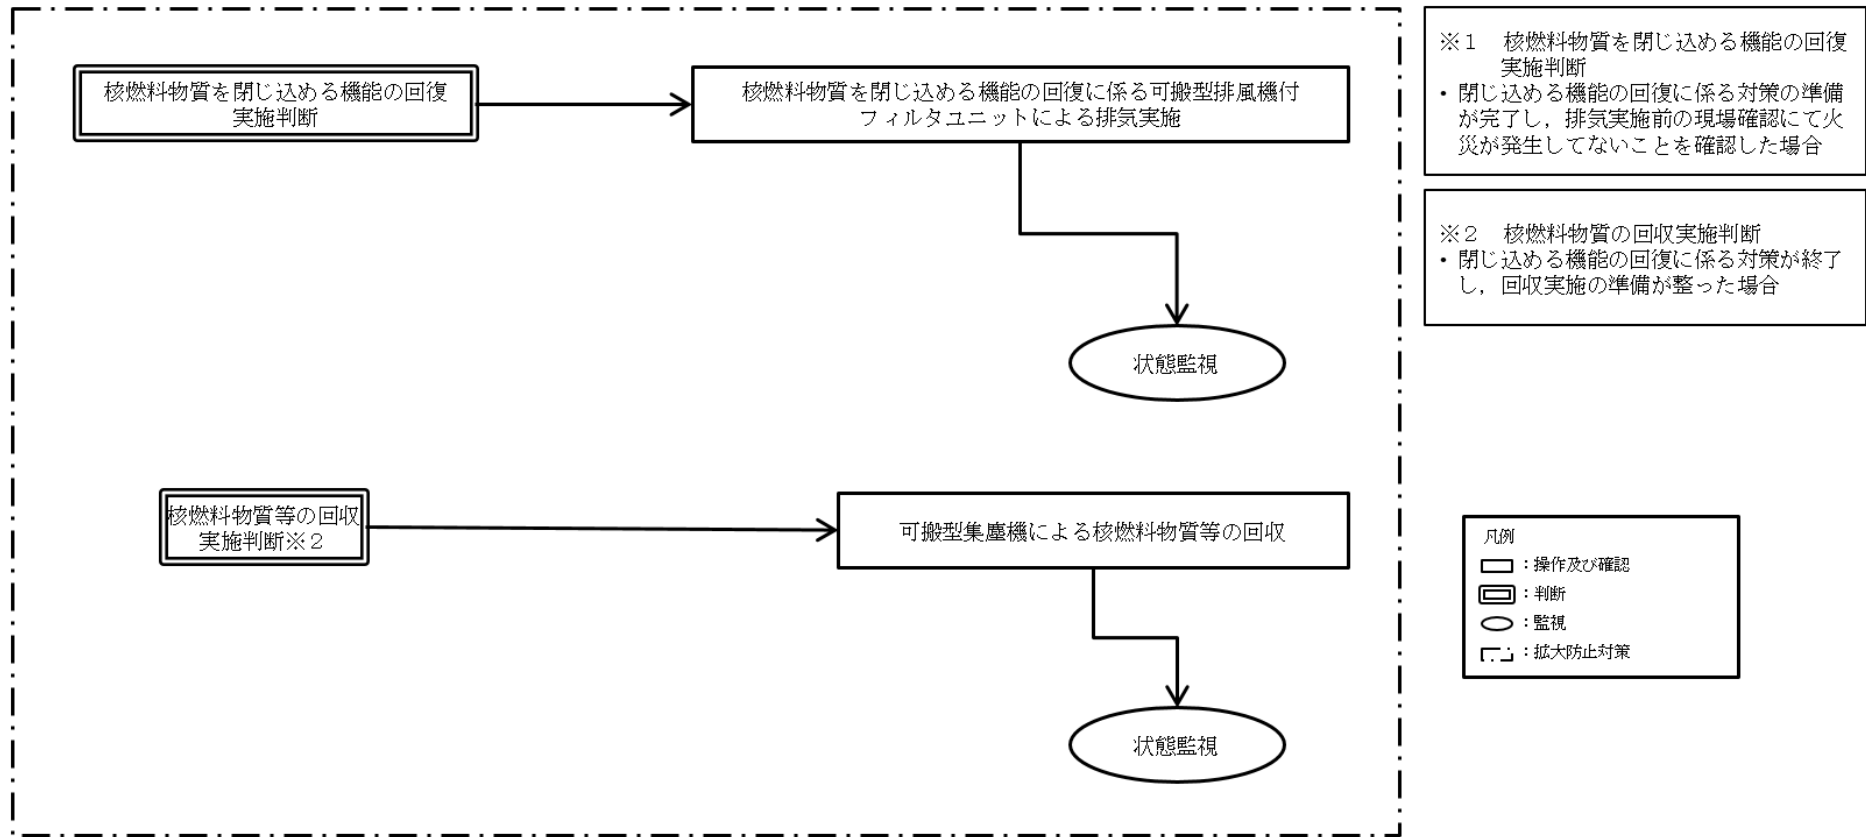 核燃料物質を閉じ込める機能の回復
実施判断
核燃料物質を閉じ込める機能の回復に係る可搬型排風機付
フィルタユニットによる排気実施
状態監視
核燃料物質等の回収
実施判断※２
可搬型集塵機による核燃料物質等の回収
状態監視
※１　核燃料物質を閉じ込める機能の回復
実施判断
・閉じ込める機能の回復に係る対策の準備
が完了し，排気実施前の現場確認にて火
災が発生してないことを確認した場合
※２　核燃料物質の回収実施判断
・閉じ込める機能の回復に係る対策が終了
し，回収実施の準備が整った場合
凡例
：操作及び確認
：判断
：監視
：拡大防止対策